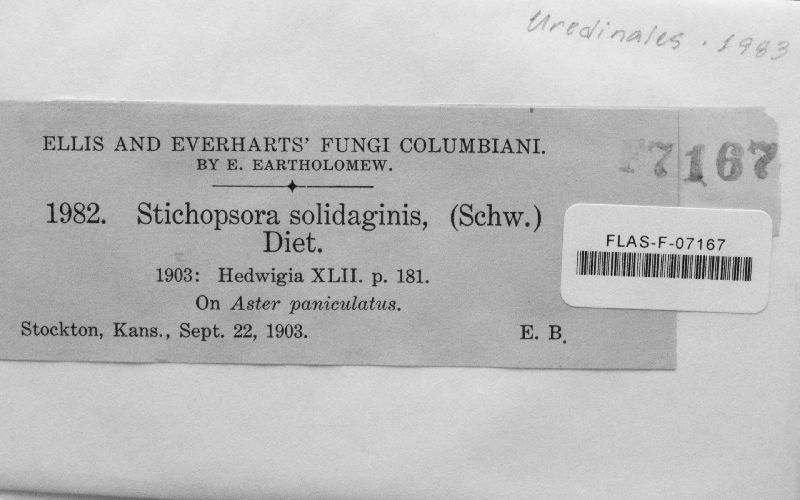 Uredinales . 1983
ELLIS AND EVERHARTS' FUNGI COLUMBIANI.
BY E. EARTHOLOMEW.
F7167
1982. Stichopsora solidaginis, (Schw.)
Diet.
FLAS-F-07167
1903: Hedwigia XLII. p. 181.
On Aster paniculatus.
Stockton, Kans., Sept. 22, 1903. E. B.